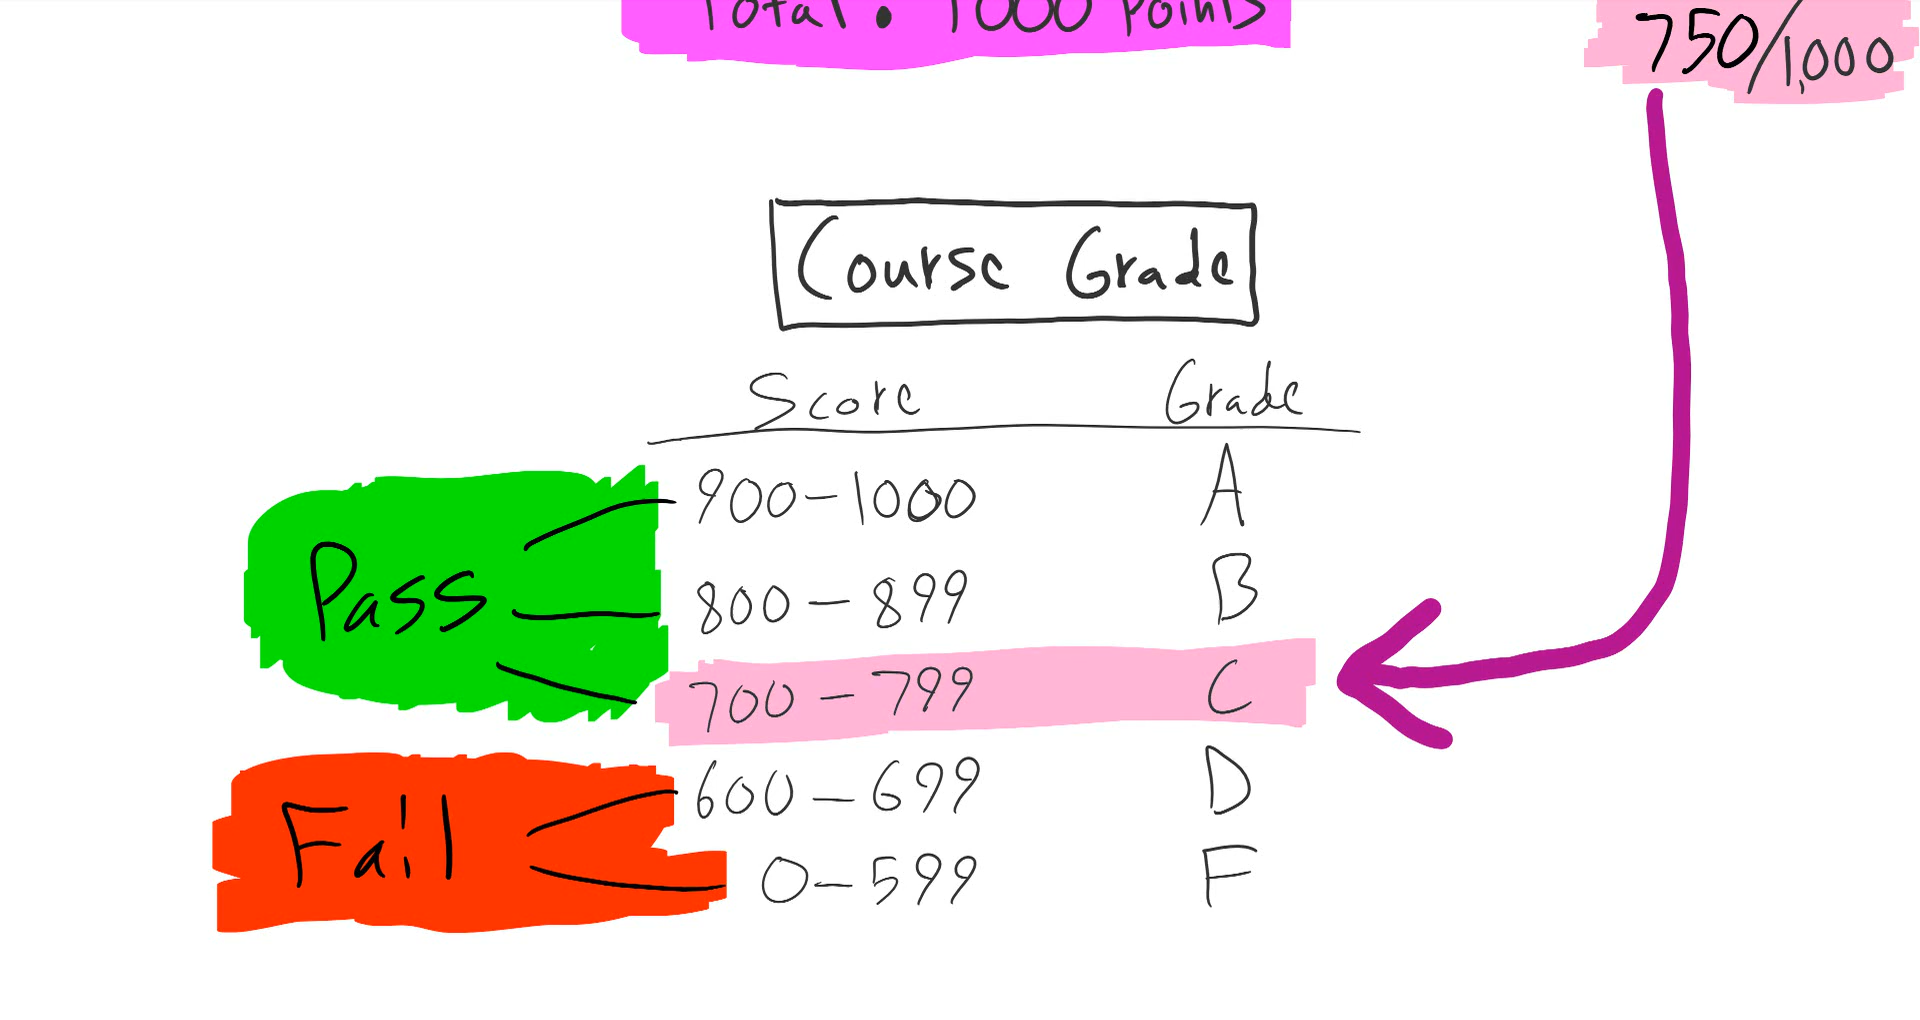 Total: 1000 Points
750/1,000
Course Grade
Score Grade
900-1000 A
800-899 B
Pass
700-799 C
600-699 D
Fail
0-599 F